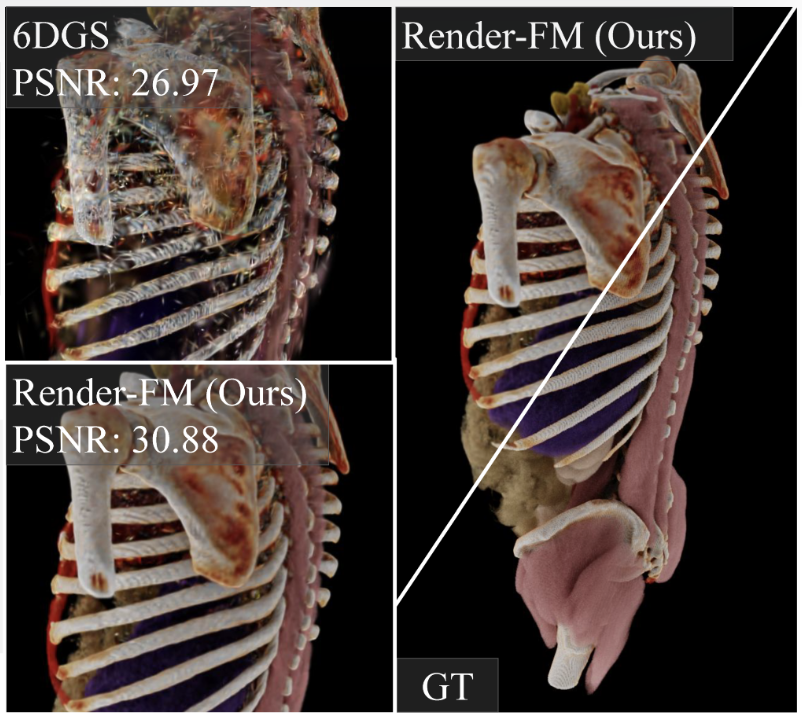 6DGS
PSNR: 26.97
Render-FM (Ours)
Render-FM (Ours)
PSNR: 30.88
GT